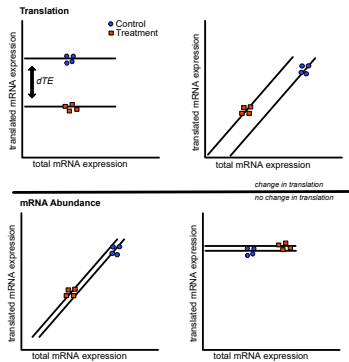 Translation
Control
Treatment
dTE
translated mRNA expression
total mRNA expression
translated mRNA expression
total mRNA expression
change in translation
no change in translation
mRNA Abundance
translated mRNA expression
total mRNA expression
translated mRNA expression
total mRNA expression